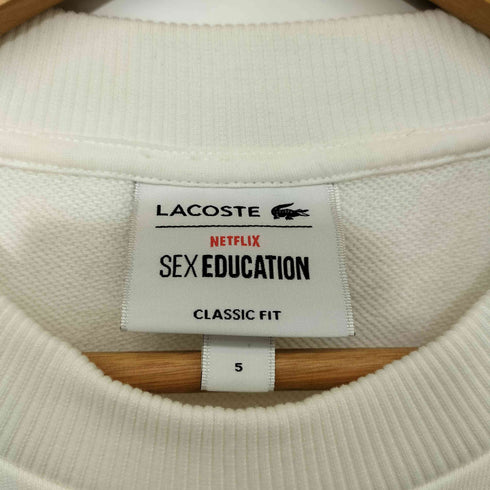 LACOSTE
NETFLIX
SEX EDUCATION
CLASSIC FIT
5